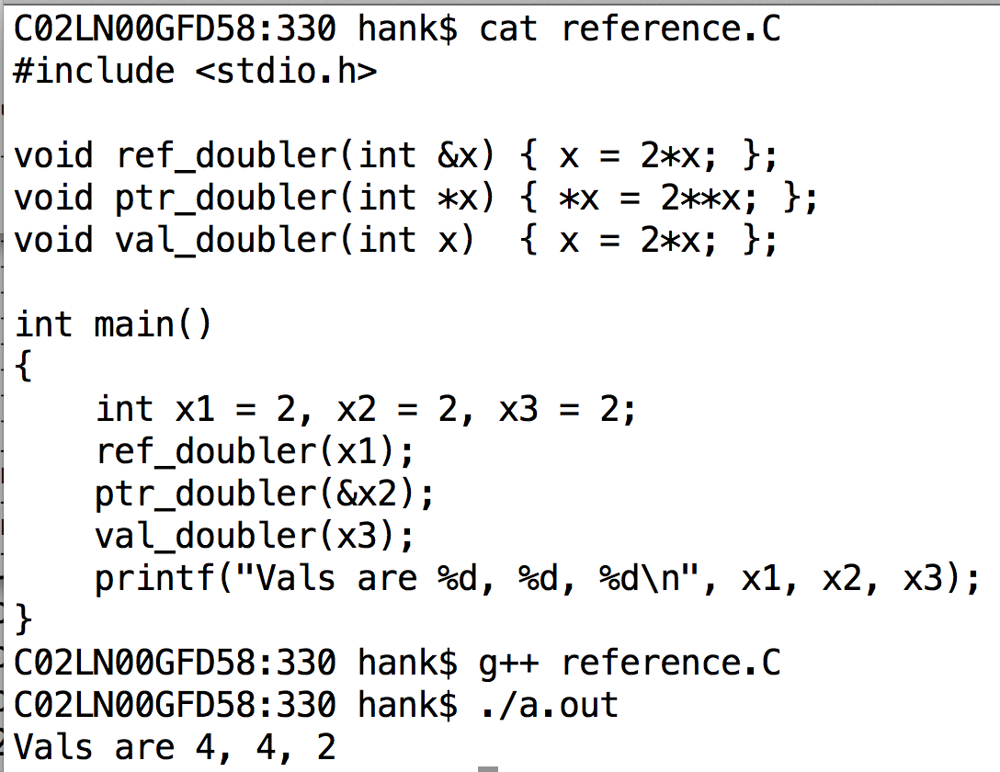 C02LN00GFD58:330 hank$ cat reference.C
#include <stdio.h>

void ref_doubler(int &x) { x = 2*x; };
void ptr_doubler(int *x) { *x = 2**x; };
void val_doubler(int x)  { x = 2*x; };

int main()
{
    int x1 = 2, x2 = 2, x3 = 2;
    ref_doubler(x1);
    ptr_doubler(&x2);
    val_doubler(x3);
    printf("Vals are %d, %d, %d\n", x1, x2, x3);
}
C02LN00GFD58:330 hank$ g++ reference.C
C02LN00GFD58:330 hank$ ./a.out
Vals are 4, 4, 2